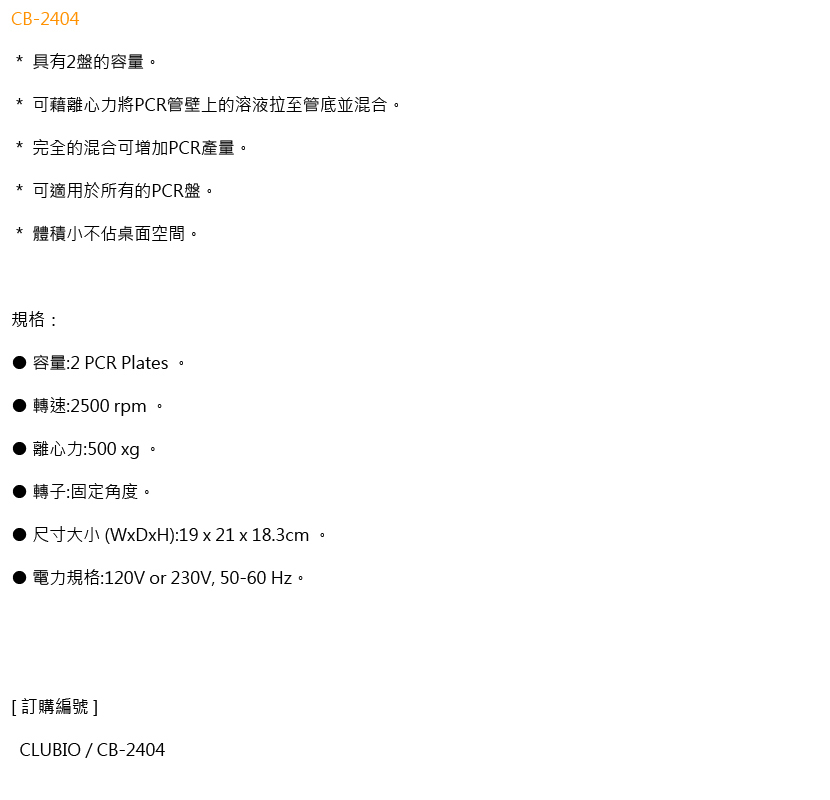 CB-2404
* 具有2盤的容量。
* 可藉離心力將PCR管壁上的溶液拉至管底並混合。
* 完全的混合可增加PCR產量。
* 可適用於所有的PCR盤。
* 體積小不佔桌面空間。
規格：
● 容量:2 PCR Plates 。
● 轉速:2500 rpm 。
● 離心力:500 xg 。
● 轉子:固定角度。
● 尺寸大小 (WxDxH):19 x 21 x 18.3cm 。
● 電力規格:120V or 230V, 50-60 Hz。
[ 訂購編號 ]
CLUBIO / CB-2404